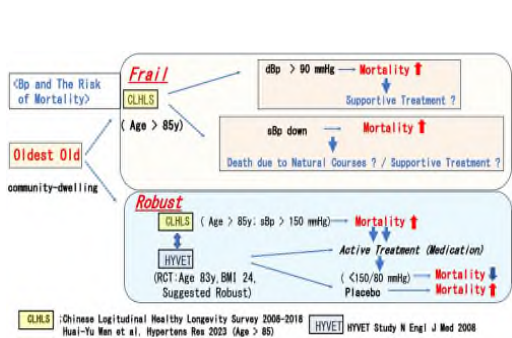 <Bp and The Risk
of Mortality>
Oldest Old
community-dwelling
Frail
CLHLS
( Age > 85y)
dBp > 90 mmHg
Mortality
Supportive Treatment ?
sBp down
Mortality
Death due to Natural Courses ? / Supportive Treatment ?
Robust
CLHLS
( Age > 85y; sBp > 150 mmHg)
Mortality
HYVET
(RCT:Age 83y,BMI 24,
Suggested Robust)
Active Treatment (Medication)
( <150/80 mmHg)
Mortality
Placebo
Mortality
CLHLS
:Chinese Logitudinal Healthy Longevity Survey 2008-2018
Huai-Yu Wan et al. Hypertens Res 2023 (Age > 85)
HYVET
HYVET Study N Engl J Med 2008